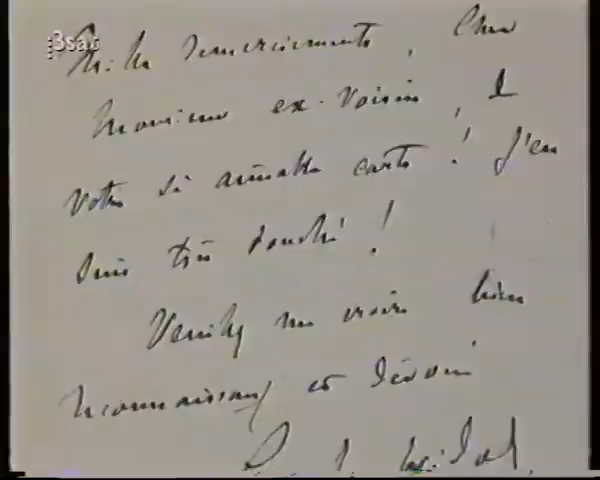 3sat
Mille remerciements, Cher
Monsieur ex-voisin, de
votre si aimable carte ! J'en
suis très touché !
Veuillez me croire bien
reconnaissant et dévoué